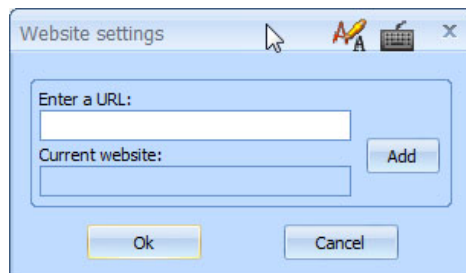 Website settings
Enter a URL:
Current website:
Add
Ok
Cancel